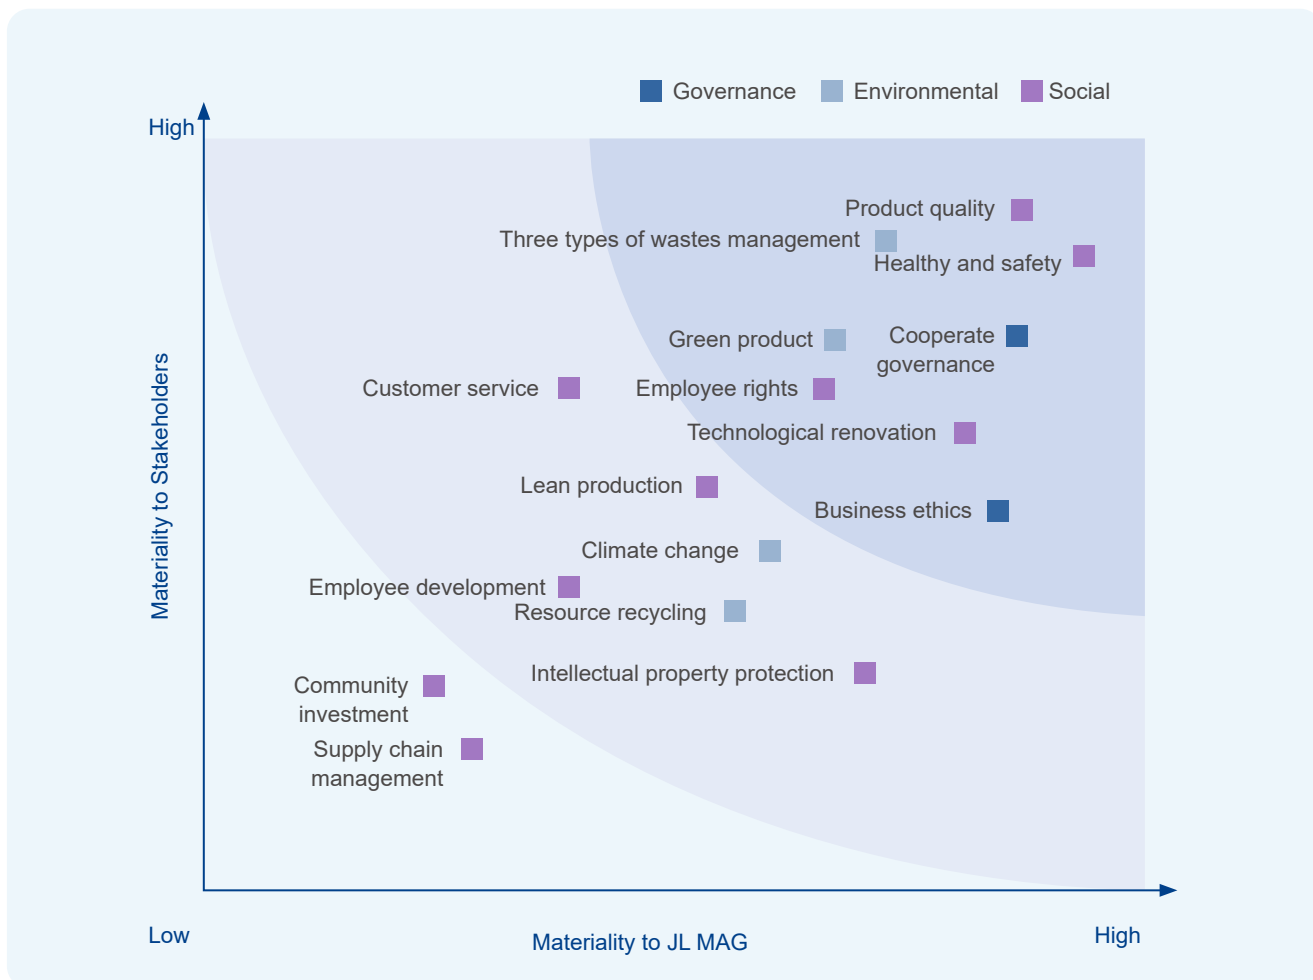 Governance
Environmental
Social
High
Product quality
Three types of wastes management
Healthy and safety
Green product
Cooperate
governance
Customer service
Employee rights
Technological renovation
Lean production
Business ethics
Climate change
Employee development
Resource recycling
Intellectual property protection
Community
investment
Supply chain
management
Materiality to Stakeholders
Low
Materiality to JL MAG
High